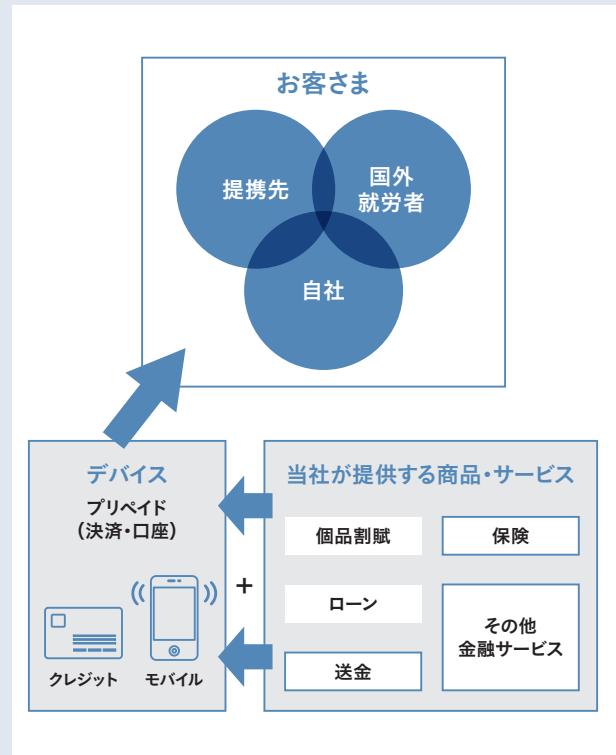 お客さま
提携先
国外
就労者
自社
デバイス
プリペイド
(決済・口座)
クレジット
モバイル
+
当社が提供する商品・サービス
個品割賦
保険
ローン
その他
金融サービス
送金